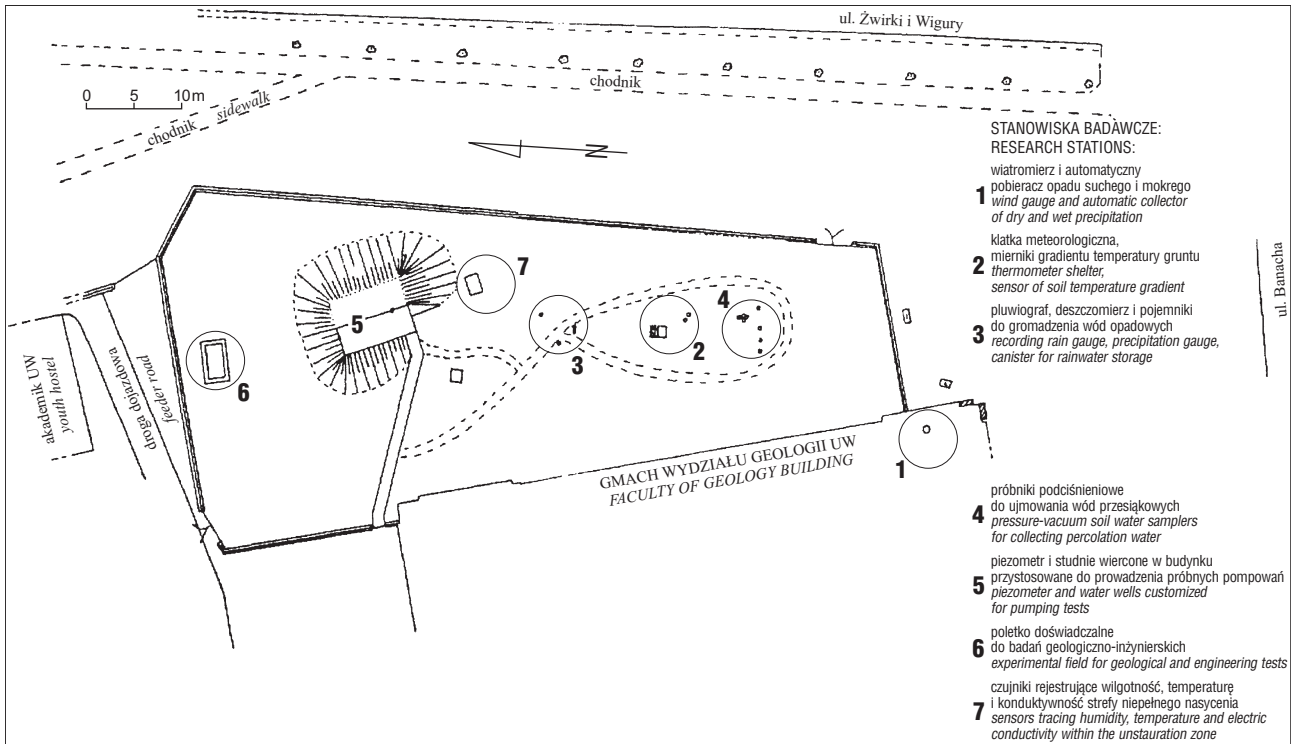 ul. Żwirki i Wigury
chodnik
0 5 10 m
chodnik sidewalk
N
STANOWISKA BADAWCZE:
RESEARCH STATIONS:
1
wiatromierz i automatyczny
pobieracz opadu suchego i mokrego
wind gauge and automatic collector
of dry and wet precipitation
2
klatka meteorologiczna,
mierniki gradientu temperatury gruntu
thermometer shelter,
sensor of soil temperature gradient
3
pluwiograf, deszczomierz i pojemniki
do gromadzenia wód opadowych
recording rain gauge, precipitation gauge,
canister for rainwater storage
ul. Banacha
7
5
4
2
3
6
akademik UW
youth hostel
droga dojazdowa
feeder road
GMACH WYDZIAŁU GEOLOGII UW
FACULTY OF GEOLOGY BUILDING
1
4
próbniki podciśnieniowe
do ujmowania wód przesiąkowych
pressure-vacuum soil water samplers
for collecting percolation water
5
piezometr i studnie wiercone w budynku
przystosowane do prowadzenia próbnych pompowań
piezometer and water wells customized
for pumping tests
6
poletko doświadczalne
do badań geologiczno-inżynierskich
experimental field for geological and engineering tests
7
czujniki rejestrujące wilgotność, temperaturę
i konduktywność strefy niepełnego nasycenia
sensors tracing humidity, temperature and electric
conductivity within the unstauration zone